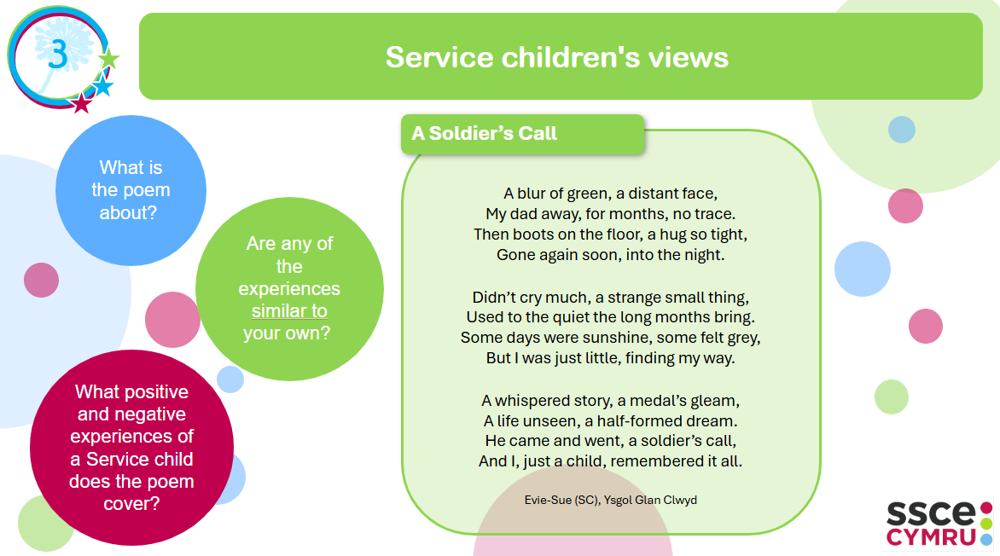 3
Service children's views
What is
the poem
about?
Are any of
the
experiences
similar to
your own?
What positive
and negative
experiences of
a Service child
does the poem
cover?
A Soldier’s Call
A blur of green, a distant face,
My dad away, for months, no trace.
Then boots on the floor, a hug so tight,
Gone again soon, into the night.
Didn’t cry much, a strange small thing,
Used to the quiet the long months bring.
Some days were sunshine, some felt grey,
But I was just little, finding my way.
A whispered story, a medal’s gleam,
A life unseen, a half-formed dream.
He came and went, a soldier’s call,
And I, just a child, remembered it all.
Evie-Sue (SC), Ysgol Glan Clwyd
ssce
CYMRU